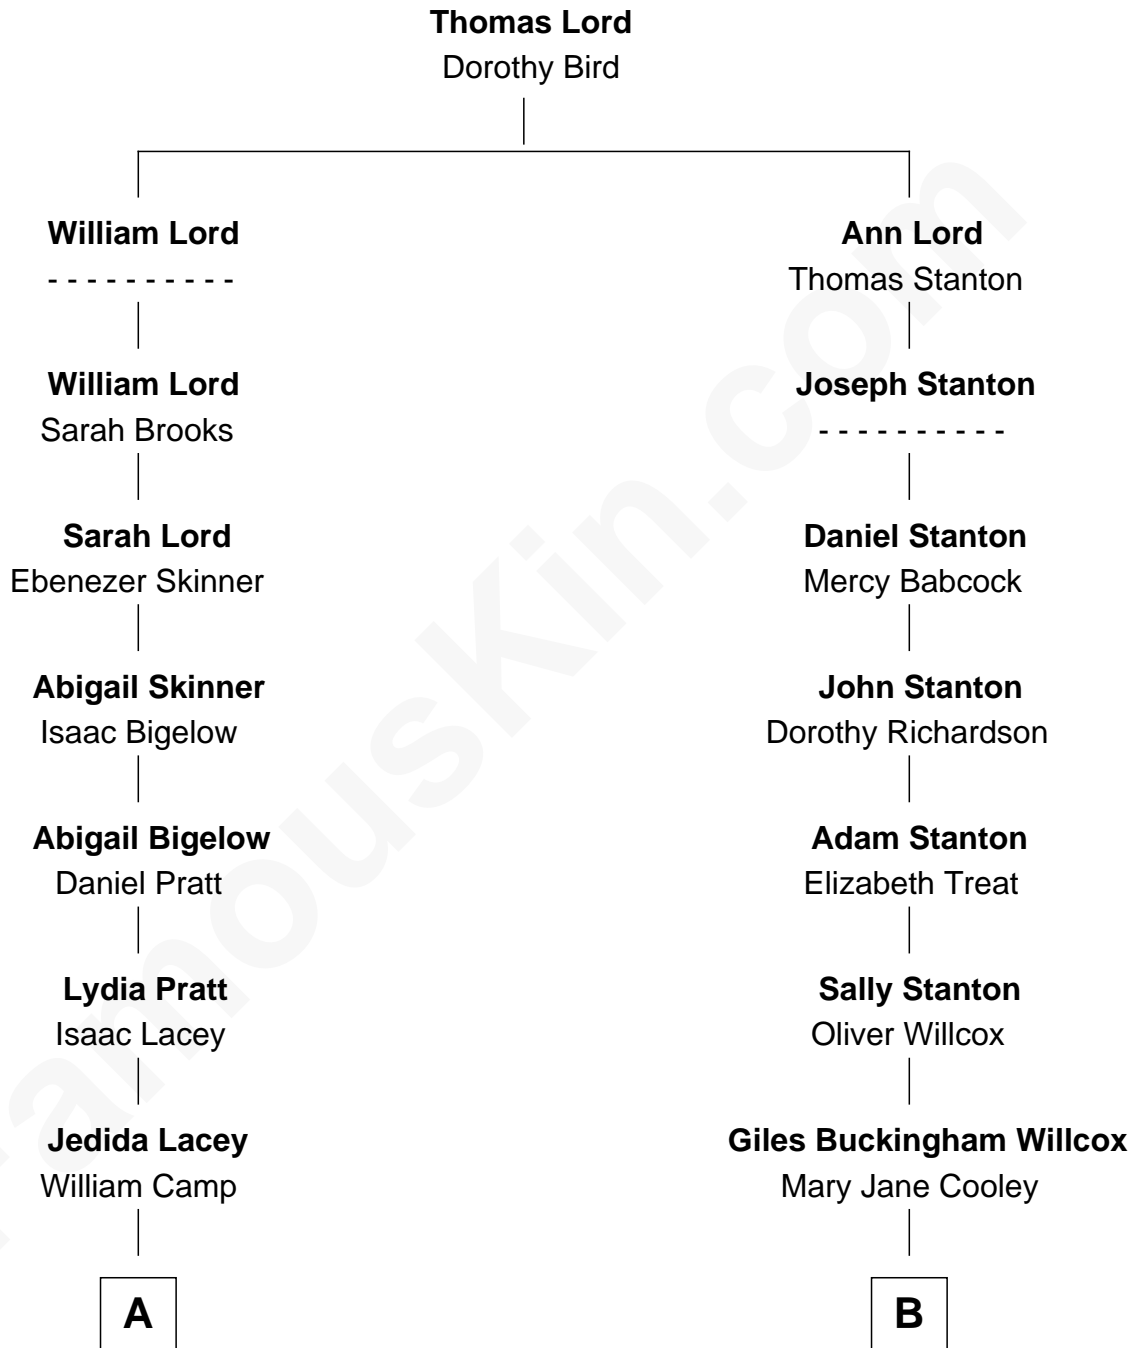 Thomas Lord
Dorothy Bird
William Lord
- - - - - - - - - -
William Lord
Sarah Brooks
Sarah Lord
Ebenezer Skinner
Abigail Skinner
Isaac Bigelow
Abigail Bigelow
Daniel Pratt
Lydia Pratt
Isaac Lacey
Jedida Lacey
William Camp
A
Ann Lord
Thomas Stanton
Joseph Stanton
- - - - - - - - - -
Daniel Stanton
Mercy Babcock
John Stanton
Dorothy Richardson
Adam Stanton
Elizabeth Treat
Sally Stanton
Oliver Willcox
Giles Buckingham Willcox
Mary Jane Cooley
B
FamousKin.com